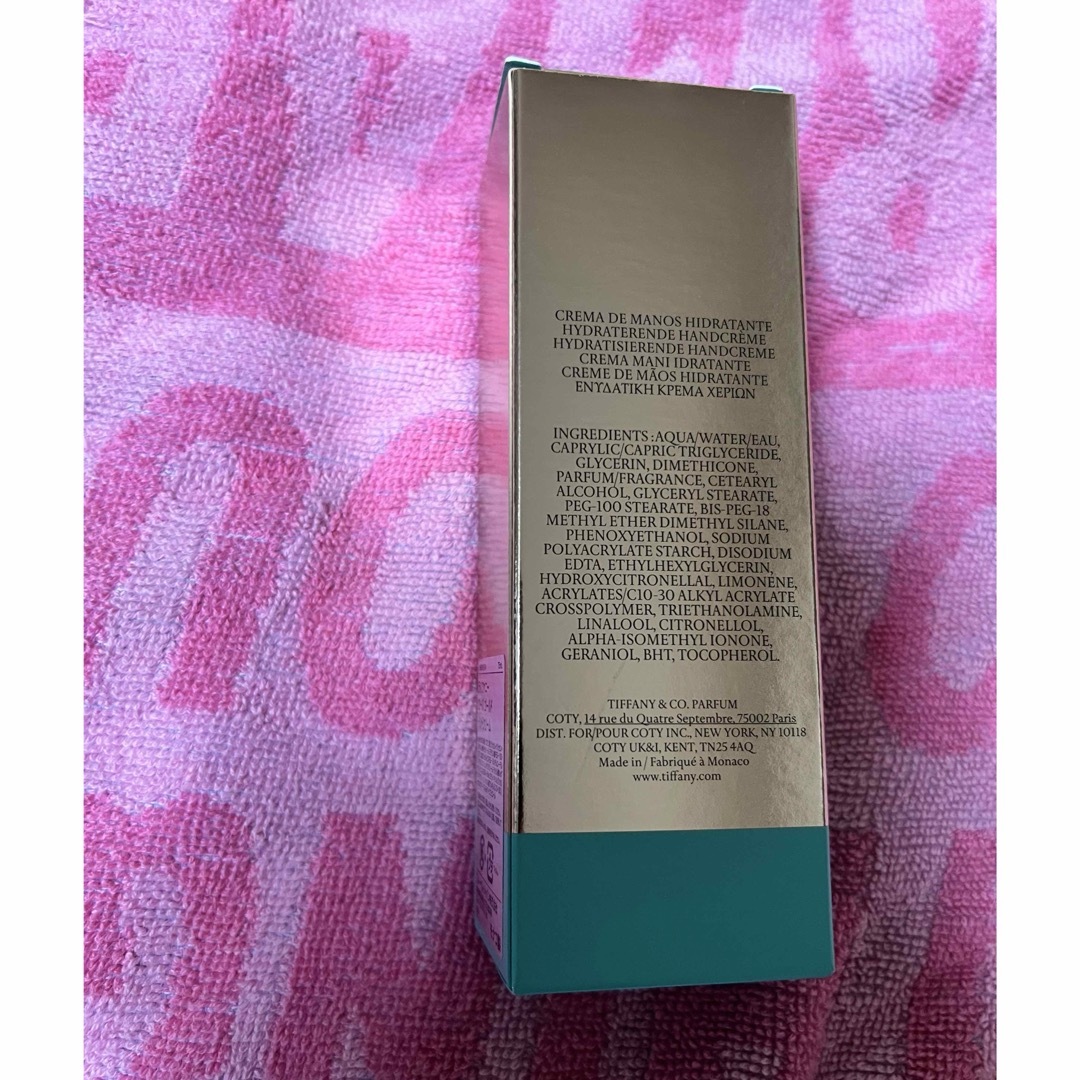 CREMA DE MANOS HIDRATANTE
HYDRATERENDE HANDCRÈME
HYDRATISIERENDE HANDCREME
CREMA MANI IDRATANTE
CREME DE MÃOS HIDRATANTE
ΕΝΥΔΑΤΙΚΗ ΚΡΕΜΑ ΧΕΡΙΩΝ
INGREDIENTS :AQUA/WATER/EAU,
CAPRYLIC/CAPRIC TRIGLYCERIDE,
GLYCERIN, DIMETHICONE,
PARFUM/FRAGRANCE, CETEARYL
ALCOHOL, GLYCERYL STEARATE,
PEG-100 STEARATE, BIS-PEG-18
METHYL ETHER DIMETHYL SILANE,
PHENOXYETHANOL, SODIUM
POLYACRYLATE STARCH, DISODIUM
EDTA, ETHYLHEXYLGLYCERIN,
HYDROXYCITRONELLAL, LIMONENE,
ACRYLATES/C10-30 ALKYL ACRYLATE
CROSSPOLYMER, TRIETHANOLAMINE,
LINALOOL, CITRONELLOL,
ALPHA-ISOMETHYL IONONE,
GERANIOL, BHT, TOCOPHEROL.
TIFFANY & CO. PARFUM
COTY, 14 rue du Quatre Septembre, 75002 Paris
DIST. FOR/POUR COTY INC., NEW YORK, NY 10118
COTY UK&I, KENT, TN25 4AQ
Made in / Fabriqué à Monaco
www.tiffany.com